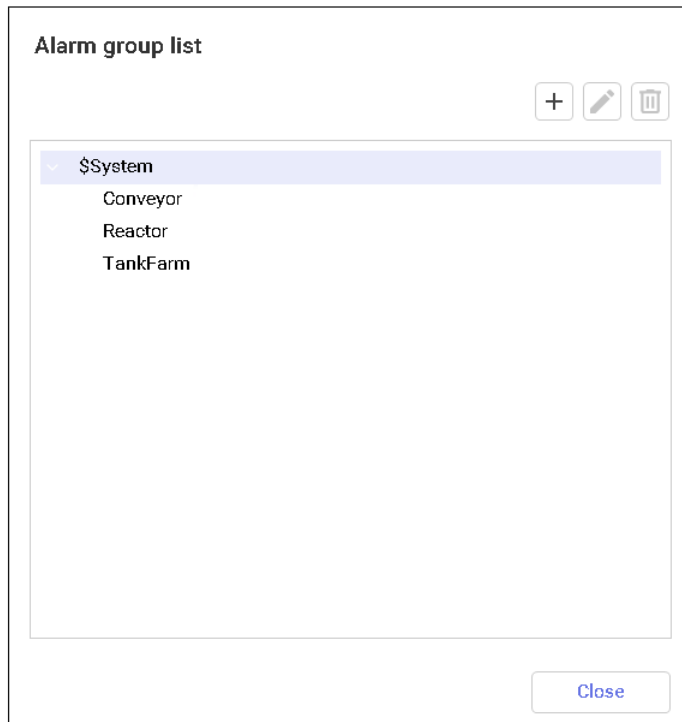 Alarm group list
$System
Conveyor
Reactor
TankFarm
Close